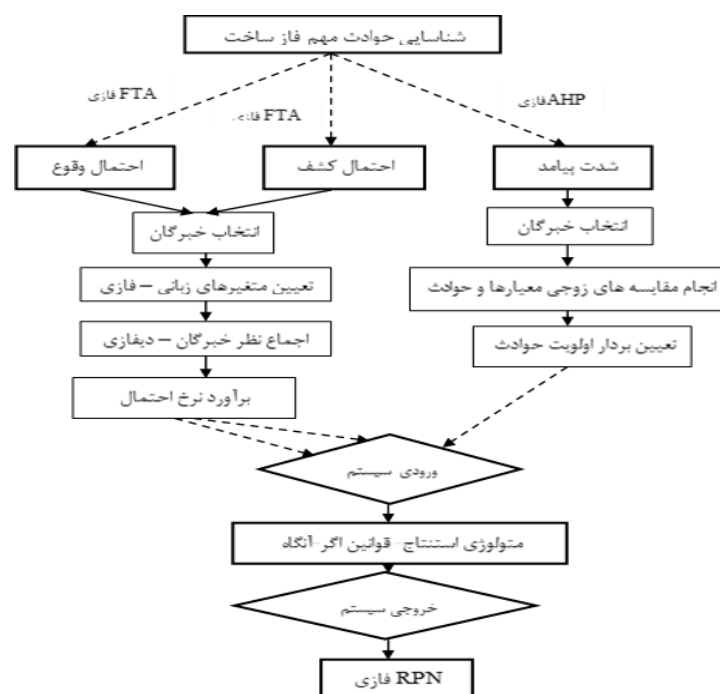 شناسایی حوادث مهم فاز ساخت
AHP فازی
FTA فازی
FTA فازی
شدت پیامد
احتمال کشف
احتمال وقوع
انتخاب خبرگان
انتخاب خبرگان
انجام مقایسه های زوجی معیارها و حوادث
تعیین متغیرهای زبانی – فازی
تعیین بردار اولویت حوادث
اجماع نظر خبرگان – دیفازی
برآورد نرخ احتمال
ورودی سیستم
متولوژی استنتاج- قوانین اگر-آنگاه
خروجی سیستم
RPN فازی